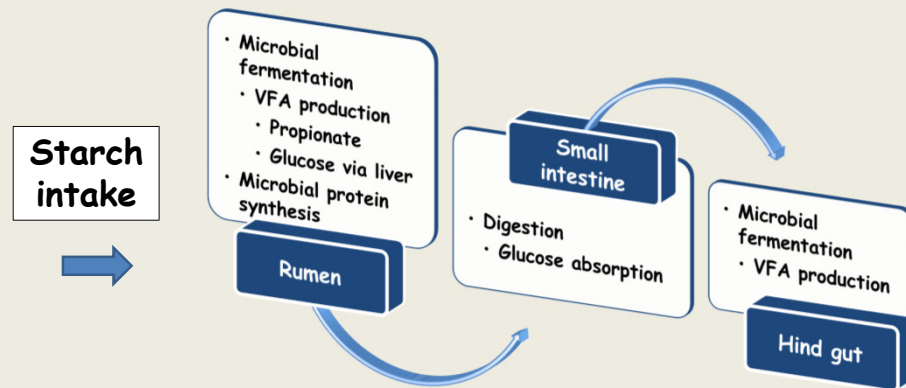 Starch
intake
• Microbial
fermentation
• VFA production
• Propionate
• Glucose via liver
• Microbial protein
synthesis
Rumen
Small
intestine
• Digestion
• Glucose absorption
• Microbial
fermentation
• VFA production
Hind gut